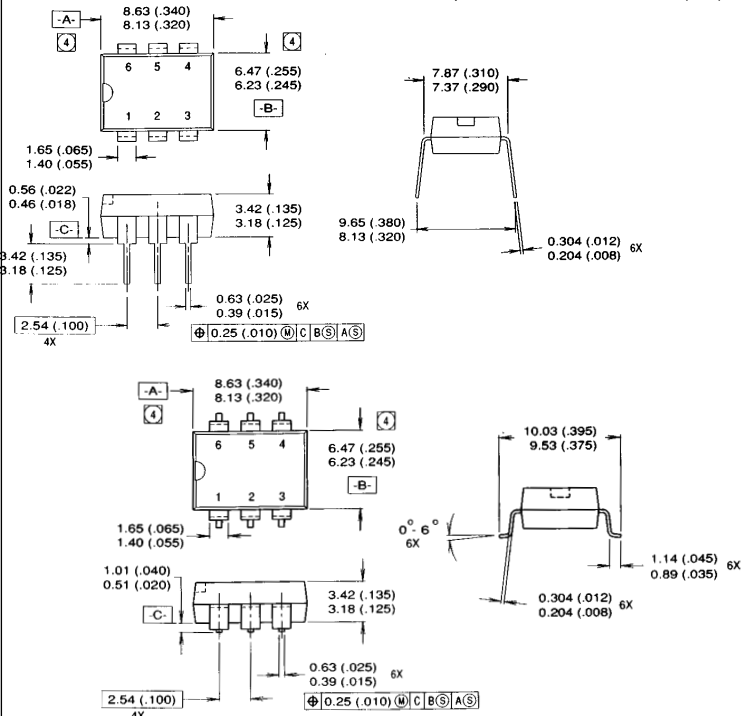 8.63 (.340)
8.13 (.320)
-A-
4
4
6 5 4
1 2 3
6.47 (.255)
6.23 (.245)
-B-
1.65 (.065)
1.40 (.055)
7.87 (.310)
7.37 (.290)
0.56 (.022)
0.46 (.018)
-C-
3.42 (.135)
3.18 (.125)
3.42 (.135)
3.18 (.125)
9.65 (.380)
8.13 (.320)
0.304 (.012)
0.204 (.008)
6X
0.63 (.025)
0.39 (.015)
6X
2.54 (.100)
4X
⌖ 0.25 (.010) Ⓜ C B Ⓢ A Ⓢ
8.63 (.340)
8.13 (.320)
-A-
4
4
6 5 4
1 2 3
6.47 (.255)
6.23 (.245)
-B-
10.03 (.395)
9.53 (.375)
1.65 (.065)
1.40 (.055)
0°- 6°
6X
1.01 (.040)
0.51 (.020)
-C-
3.42 (.135)
3.18 (.125)
1.14 (.045)
0.89 (.035)
6X
0.304 (.012)
0.204 (.008)
6X
0.63 (.025)
0.39 (.015)
6X
2.54 (.100)
4X
⌖ 0.25 (.010) Ⓜ C B Ⓢ A Ⓢ